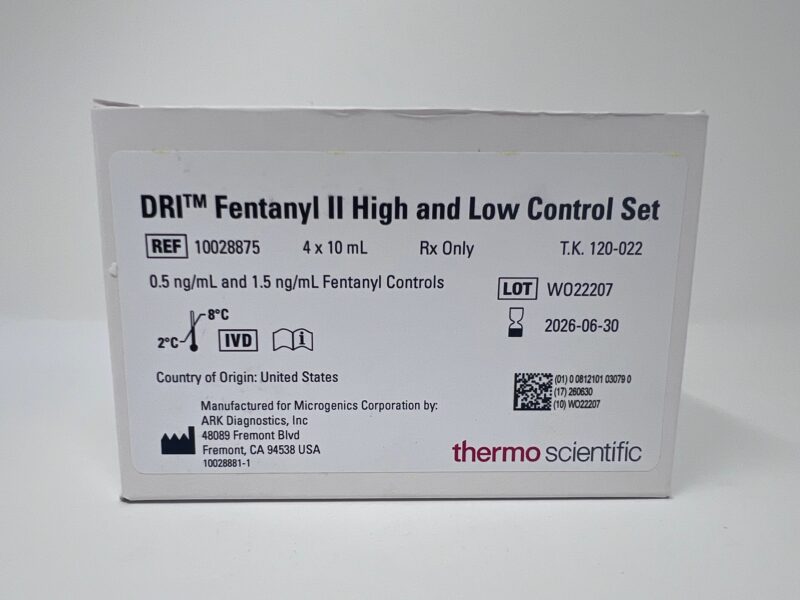 DRI™ Fentanyl II High and Low Control Set
REF 10028875 4 x 10 mL Rx Only T.K. 120-022
0.5 ng/mL and 1.5 ng/mL Fentanyl Controls
LOT WO22207
2°C 8°C IVD i
2026-06-30
Country of Origin: United States
(01) 0 0812101 03079 0
(17) 260630
(10) WO22207
Manufactured for Microgenics Corporation by:
ARK Diagnostics, Inc
48089 Fremont Blvd
Fremont, CA 94538 USA
10028881-1
thermo scientific